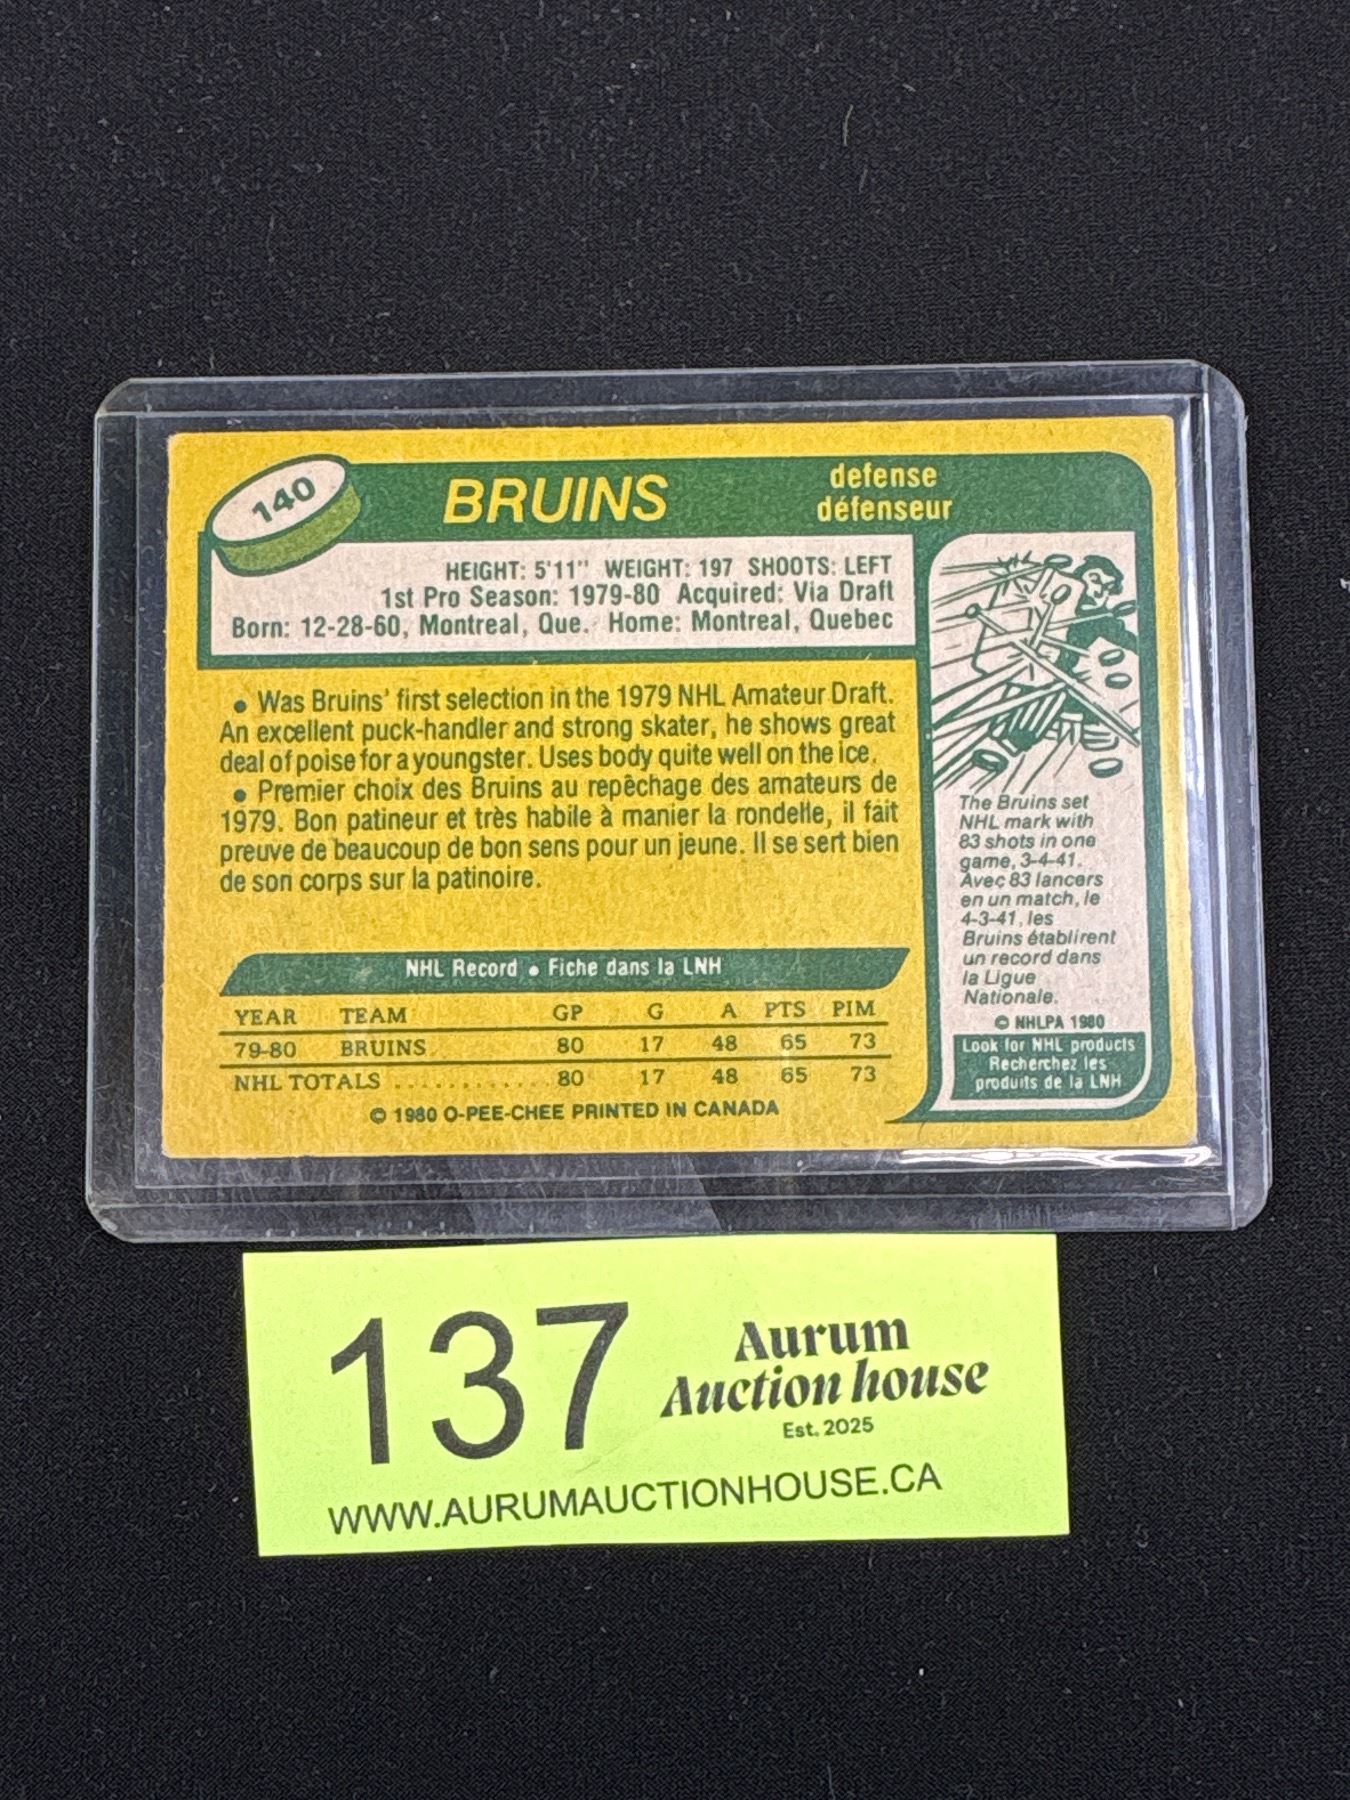 140
BRUINS
defense
défenseur
HEIGHT: 5'11" WEIGHT: 197 SHOOTS: LEFT
1st Pro Season: 1979-80 Acquired: Via Draft
Born: 12-28-60, Montreal, Que. Home: Montreal, Quebec
• Was Bruins' first selection in the 1979 NHL Amateur Draft.
An excellent puck-handler and strong skater, he shows great
deal of poise for a youngster. Uses body quite well on the ice.
• Premier choix des Bruins au repêchage des amateurs de
1979. Bon patineur et très habile à manier la rondelle, il fait
preuve de beaucoup de bon sens pour un jeune. Il se sert bien
de son corps sur la patinoire.
NHL Record • Fiche dans la LNH
YEAR TEAM GP G A PTS PIM
79-80 BRUINS 80 17 48 65 73
NHL TOTALS ............ 80 17 48 65 73
© 1980 O-PEE-CHEE PRINTED IN CANADA
The Bruins set
NHL mark with
83 shots in one
game, 3-4-41.
Avec 83 lancers
en un match, le
4-3-41, les
Bruins établirent
un record dans
la Ligue
Nationale.
© NHLPA 1980
Look for NHL products
Recherchez les
produits de la LNH
137
Aurum
Auction house
Est. 2025
WWW.AURUMAUCTIONHOUSE.CA